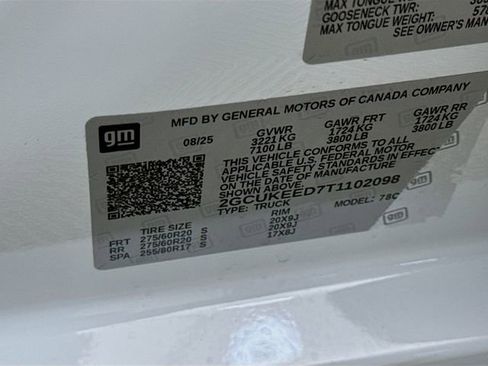 MAX TONGUE WEIGHT:
GOOSENECK TWR:
MAX TONGUE WEIGHT:
SEE OWNER'S MANU
gm
MFD BY GENERAL MOTORS OF CANADA COMPANY
08/25 GVWR GAWR FRT GAWR RR
3221 KG 1724 KG 1724 KG
7100 LB 3800 LB 3800 LB
THIS VEHICLE CONFORMS TO ALL
APPLICABLE U.S. FEDERAL MOTOR
VEHICLE SAFETY STANDARDS IN EFFECT
ON THE DATE OF MANUFACTURE
SHOWN ABOVE.
2GCUKEED7T1102098
TYPE: TRUCK MODEL: 78C
TIRE SIZE RIM
FRT 275/60R20 S 20X9J
RR 275/60R20 S 20X9J
SPA 255/80R17 S 17X8J